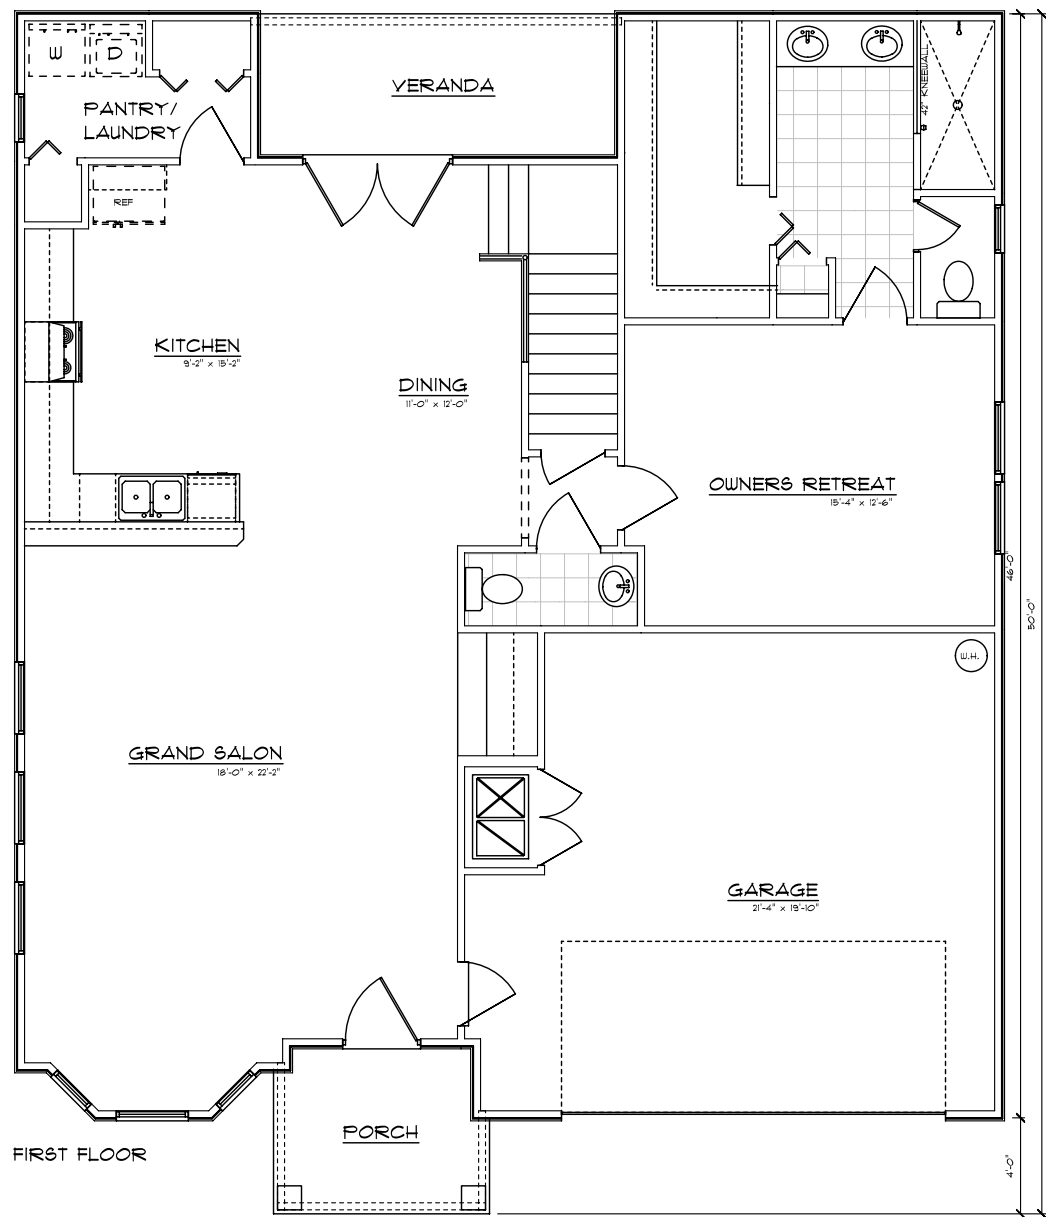 W
D
PANTRY/
LAUNDRY
VERANDA
42" KNEEWALL
REF
KITCHEN
9'-2" x 15'-2"
DINING
11'-0" x 12'-0"
OWNERS RETREAT
15'-4" x 12'-6"
46'-0"
50'-0"
W.H.
GRAND SALON
18'-0" x 22'-2"
GARAGE
21'-4" x 19'-10"
PORCH
FIRST FLOOR
4'-0"